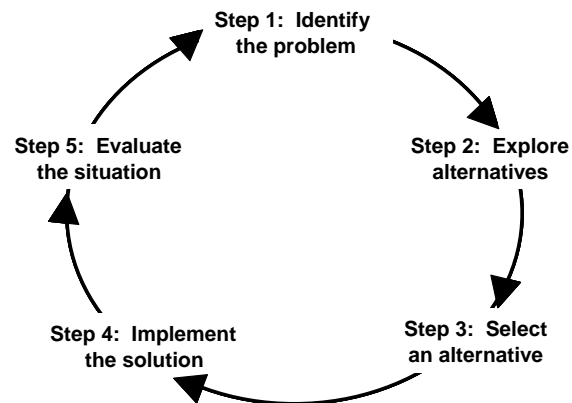 Step 1: Identify
the problem
Step 2: Explore
alternatives
Step 3: Select
an alternative
Step 4: Implement
the solution
Step 5: Evaluate
the situation